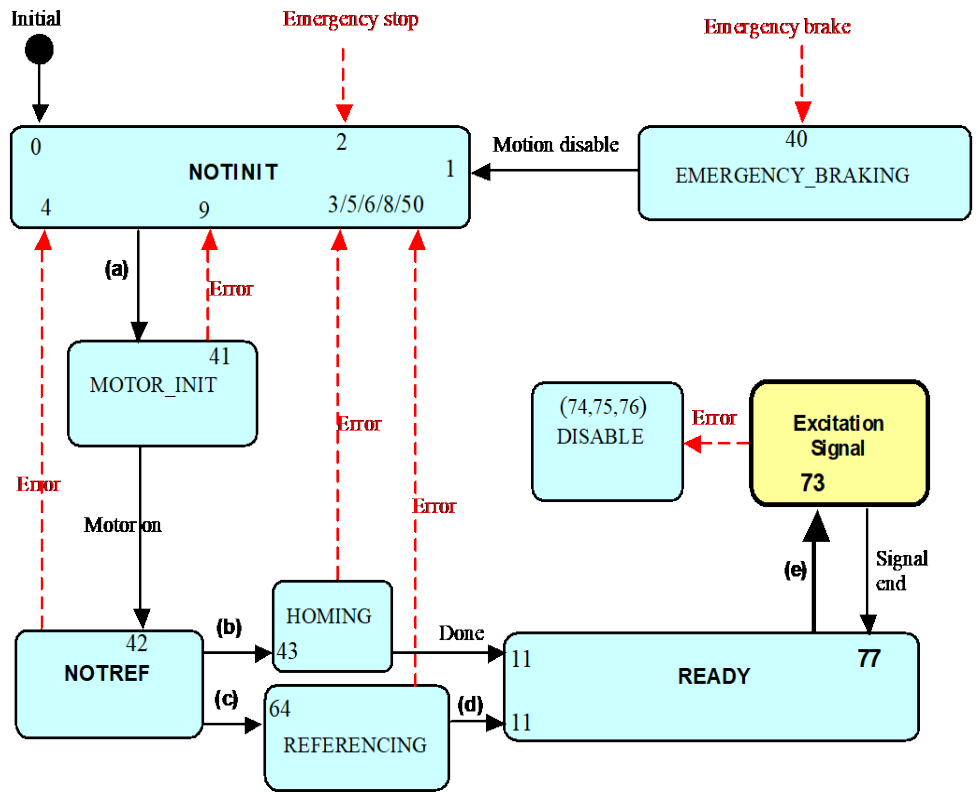 Initial
Emergency stop
Emergency brake
0
2
1
NOTINIT
4
9
3/5/6/8/50
Motion disable
40
EMERGENCY_BRAKING
(a)
Error
41
MOTOR_INIT
(74,75,76)
DISABLE
Error
Excitation
Signal
73
Error
Error
Error
Motor on
(e)
Signal
end
HOMING
43
(b)
Done
42
NOTREF
(c)
64
REFERENCING
(d)
11
11
READY
77